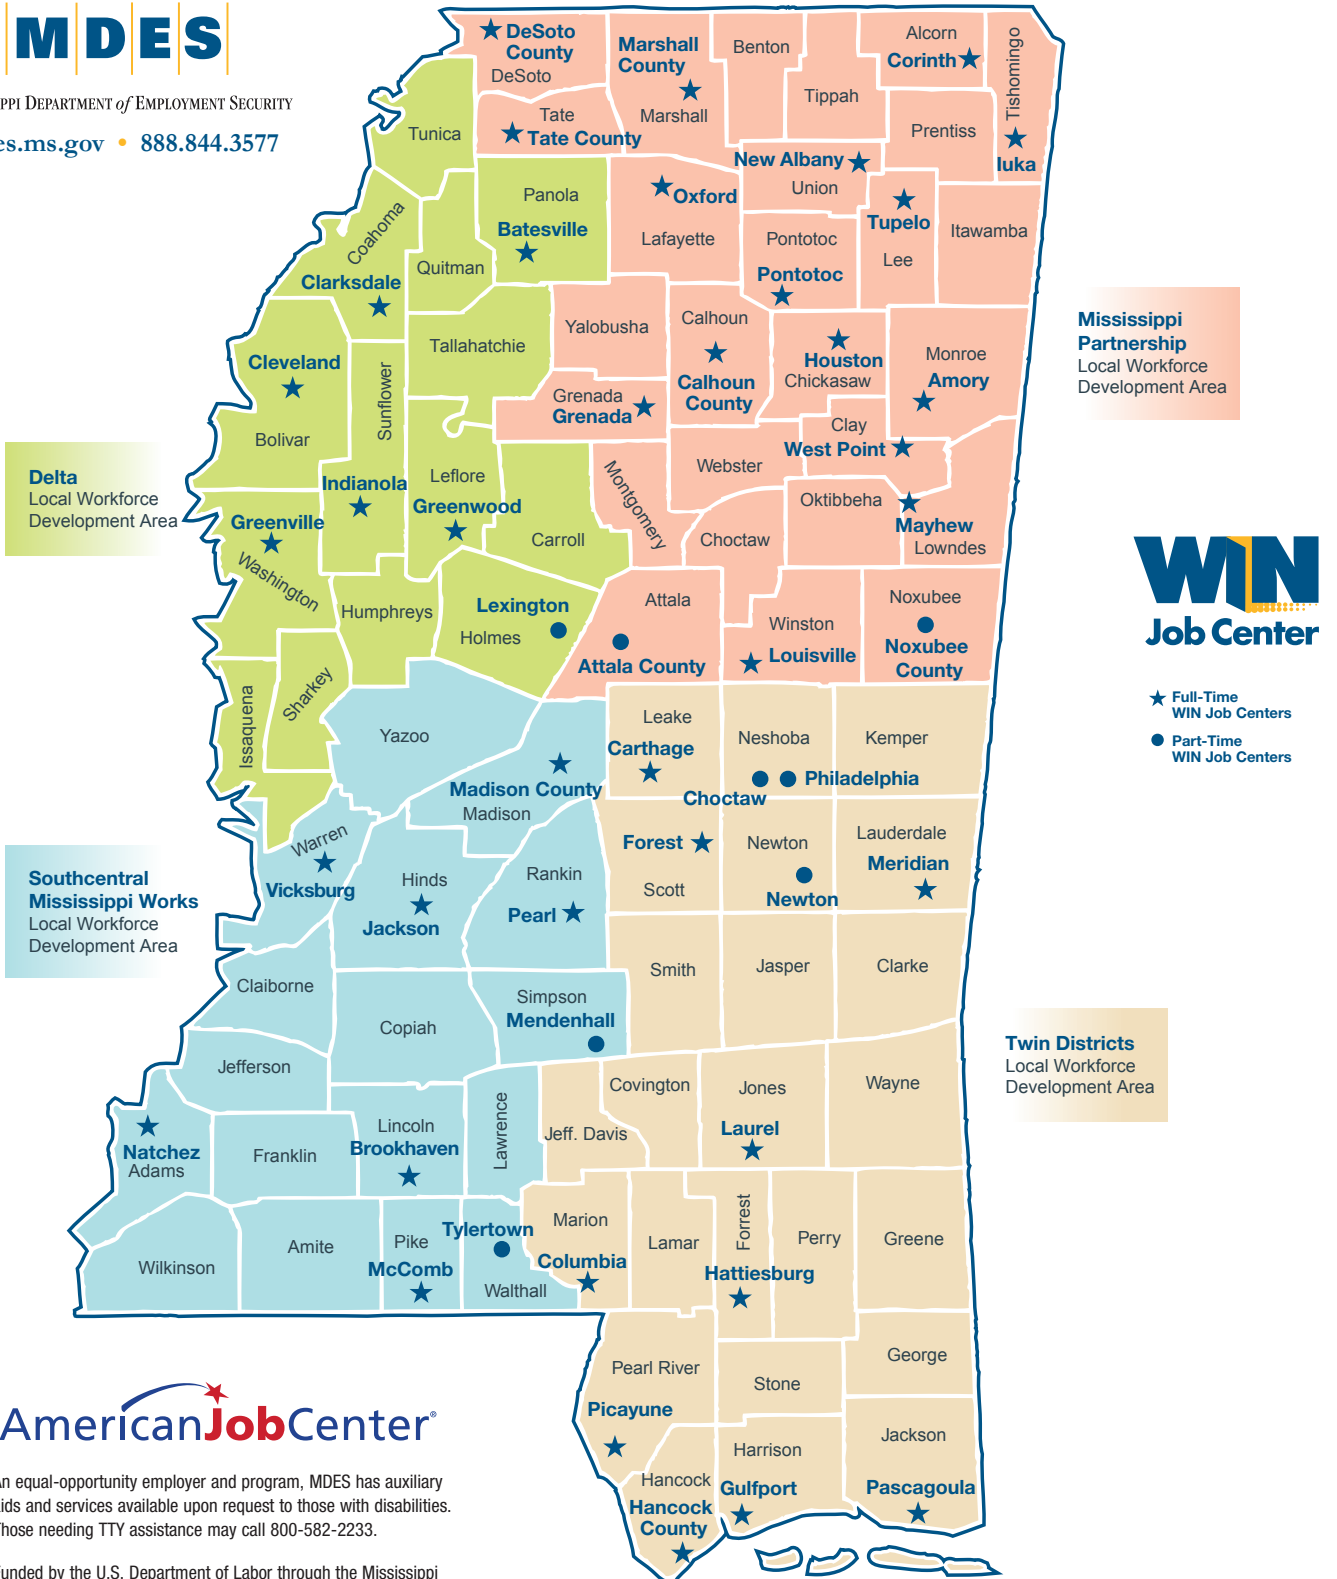 MDES
PPI DEPARTMENT of EMPLOYMENT SECURITY
es.ms.gov • 888.844.3577
DeSoto
County
DeSoto
Marshall
County
Marshall
Benton
Tippah
Alcorn
Corinth
Tishomingo
Iuka
Tunica
Tate
Tate County
Prentiss
New Albany
Union
Panola
Batesville
Oxford
Lafayette
Tupelo
Lee
Itawamba
Coahoma
Clarksdale
Quitman
Pontotoc
Pontotoc
Tallahatchie
Yalobusha
Calhoun
Calhoun
County
Houston
Chickasaw
Monroe
Amory
Mississippi
Partnership
Local Workforce
Development Area
Cleveland
Bolivar
Sunflower
Indianola
Grenada
Grenada
Clay
West Point
Webster
Montgomery
Oktibbeha
Mayhew
Lowndes
Choctaw
Delta
Local Workforce
Development Area
Leflore
Greenwood
Carroll
Greenville
Washington
Humphreys
Lexington
Holmes
Attala
Attala County
Winston
Louisville
Noxubee
Noxubee
County
WIN
Job Center
Full-Time
WIN Job Centers
Part-Time
WIN Job Centers
Issaquena
Sharkey
Yazoo
Madison County
Madison
Leake
Carthage
Neshoba
Philadelphia
Choctaw
Kemper
Southcentral
Mississippi Works
Local Workforce
Development Area
Warren
Vicksburg
Hinds
Jackson
Rankin
Pearl
Forest
Scott
Newton
Newton
Lauderdale
Meridian
Claiborne
Copiah
Simpson
Mendenhall
Smith
Jasper
Clarke
Twin Districts
Local Workforce
Development Area
Jefferson
Natchez
Adams
Franklin
Lincoln
Brookhaven
Lawrence
Jeff. Davis
Covington
Jones
Laurel
Wayne
Wilkinson
Amite
Pike
McComb
Tylertown
Walthall
Marion
Columbia
Lamar
Forrest
Hattiesburg
Perry
Greene
Pearl River
Picayune
Stone
George
Hancock
Hancock
County
Harrison
Gulfport
Jackson
Pascagoula
AmericanJobCenter®
An equal-opportunity employer and program, MDES has auxiliary
aids and services available upon request to those with disabilities.
Those needing TTY assistance may call 800-582-2233.
Funded by the U.S. Department of Labor through the Mississippi